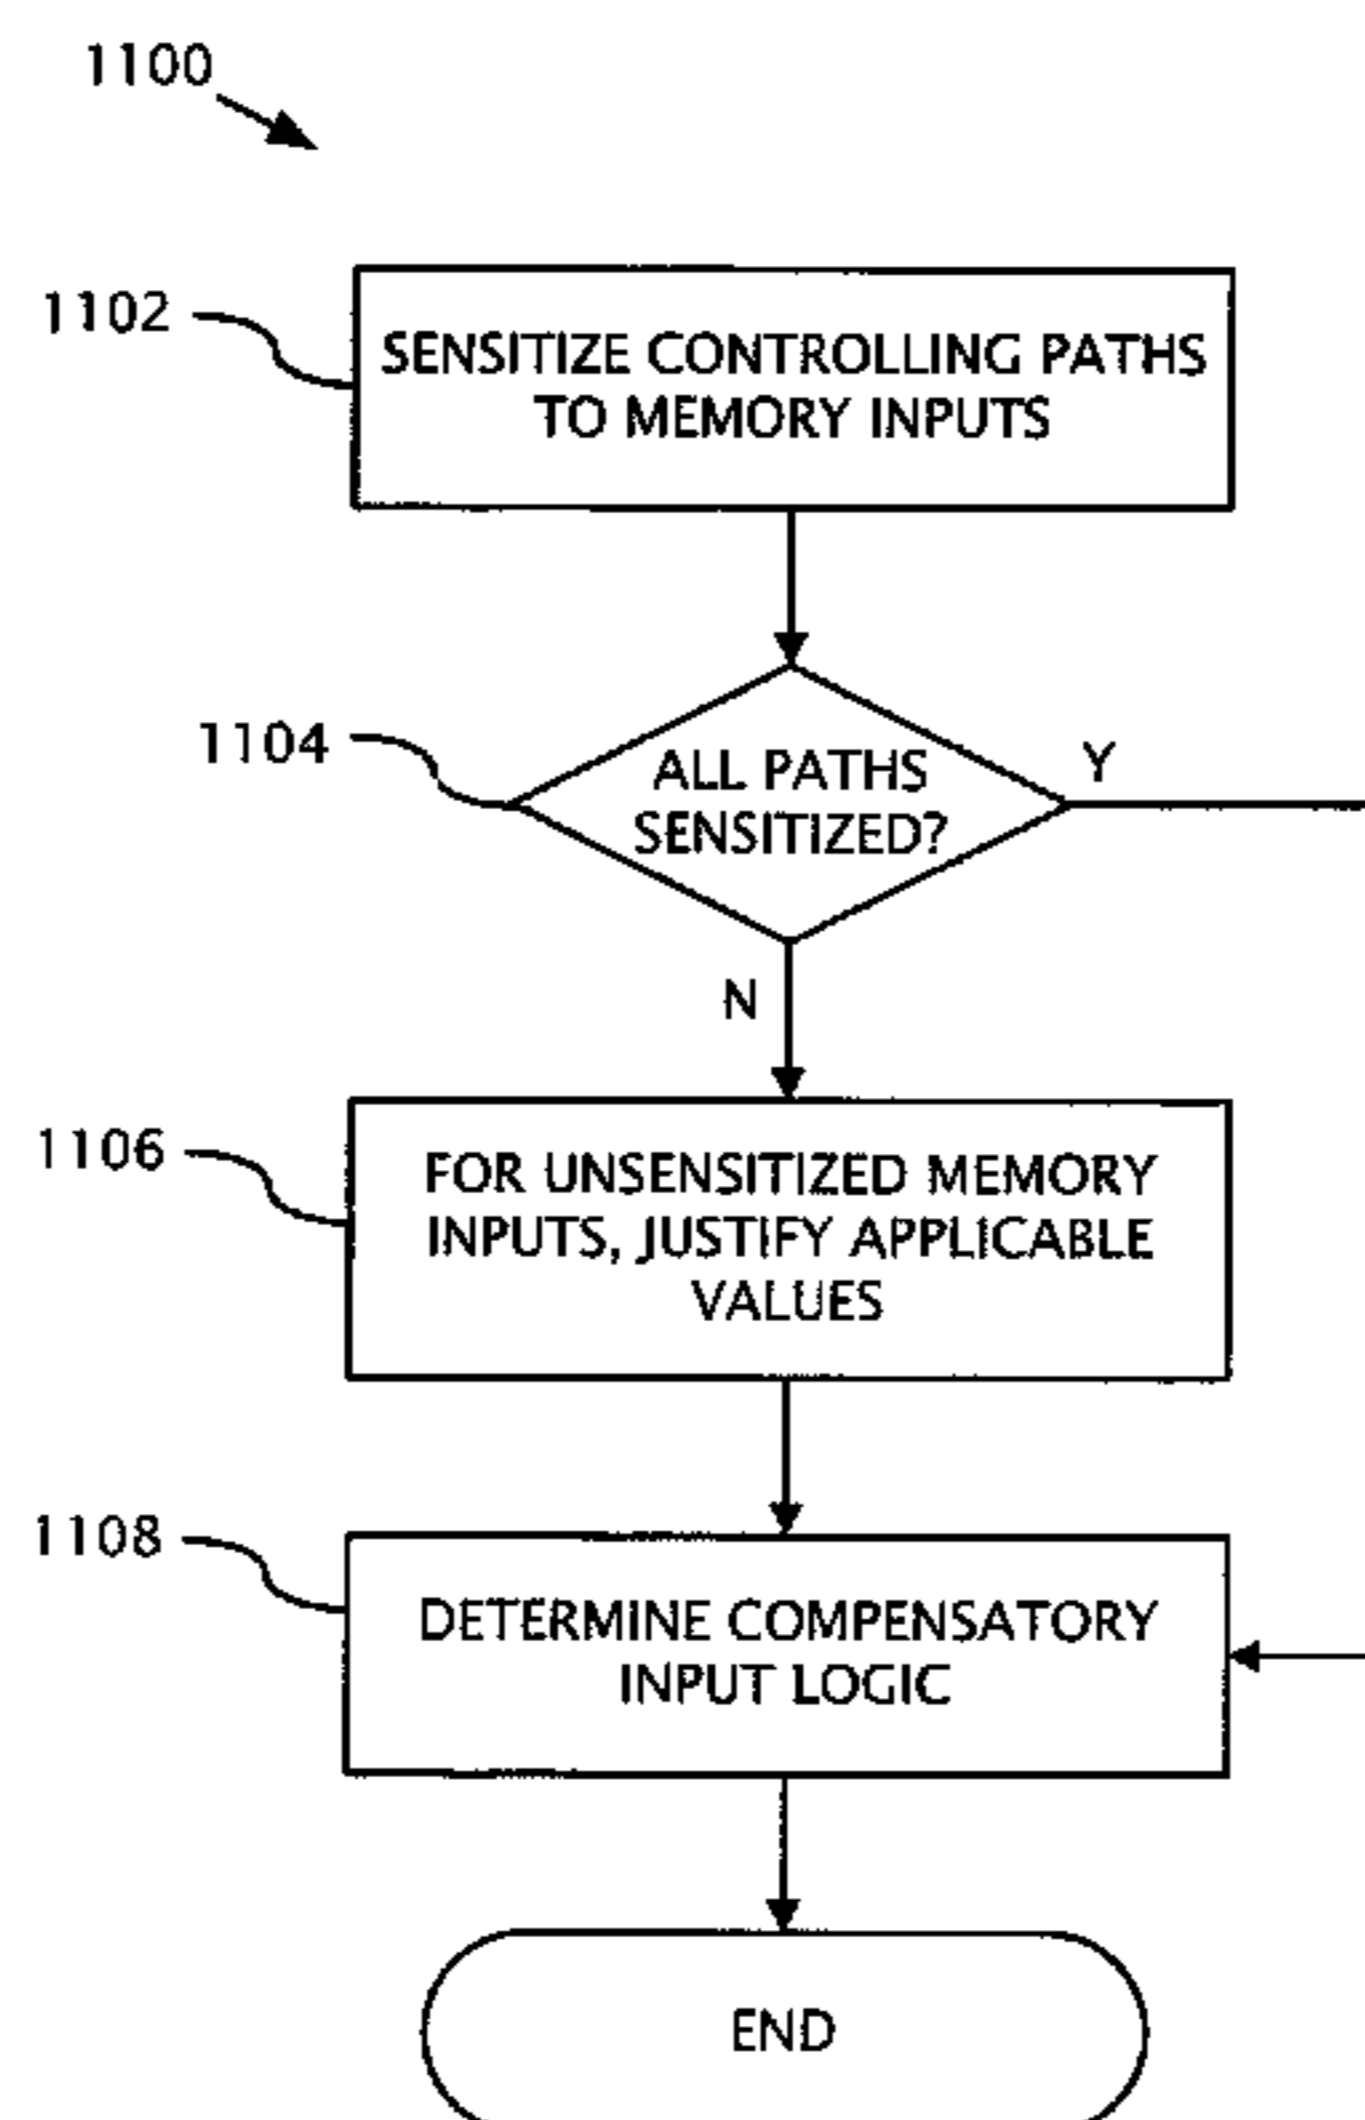 1100
1102
SENSITIZE CONTROLLING PATHS
TO MEMORY INPUTS
1104
ALL PATHS
SENSITIZED?
Y
N
1106
FOR UNSENSITIZED MEMORY
INPUTS, JUSTIFY APPLICABLE
VALUES
1108
DETERMINE COMPENSATORY
INPUT LOGIC
END